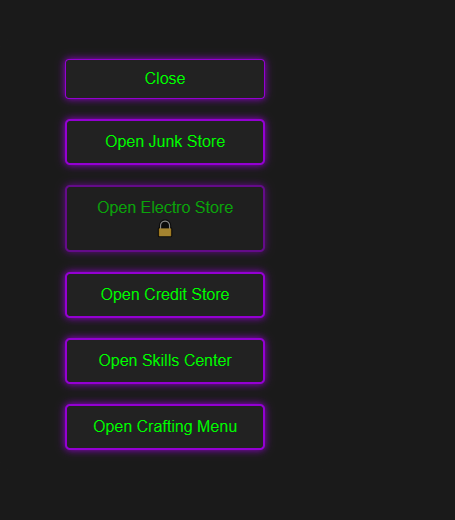 Close
Open Junk Store
Open Electro Store
Open Credit Store
Open Skills Center
Open Crafting Menu